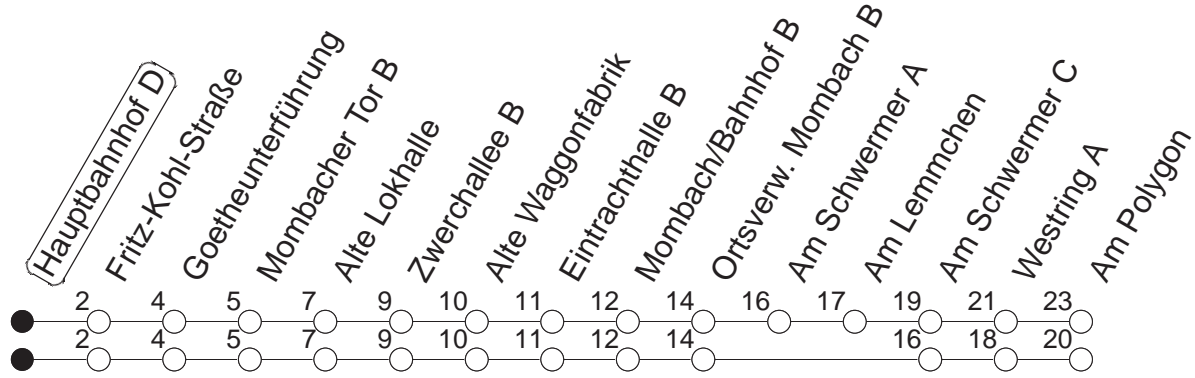 Hauptbahnhof D
Fritz-Kohl-Straße
Goetheunterführung
Mombacher Tor B
Alte Lokhalle
Zwerchallee B
Alte Waggonfabrik
Eintrachthalle B
Mombach/Bahnhof B
Ortsverw. Mombach B
Am Schwermer A
Am Lemmchen
Am Schwermer C
Westring A
Am Polygon
2 4 5 7 9 10 11 12 14 16 17 19 21 23
2 4 5 7 9 10 11 12 14 16 18 20